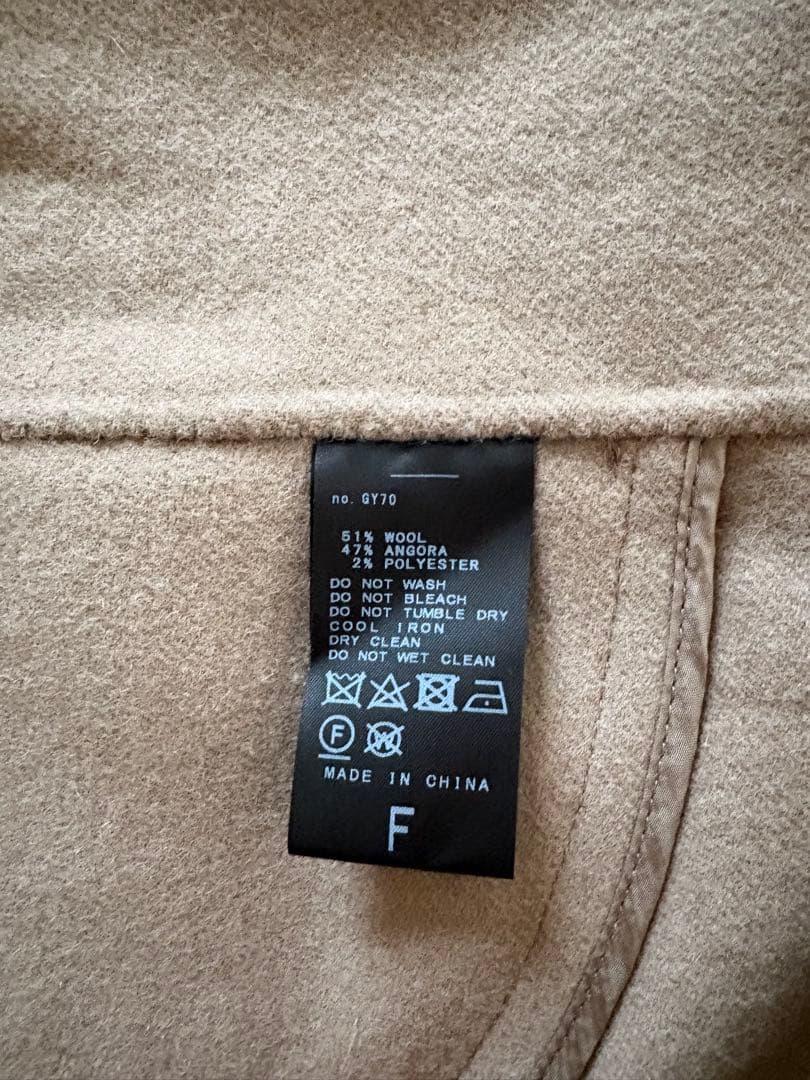 no. GY70
51% WOOL
47% ANGORA
2% POLYESTER
DO NOT WASH
DO NOT BLEACH
DO NOT TUMBLE DRY
COOL IRON
DRY CLEAN
DO NOT WET CLEAN
F W
MADE IN CHINA
F